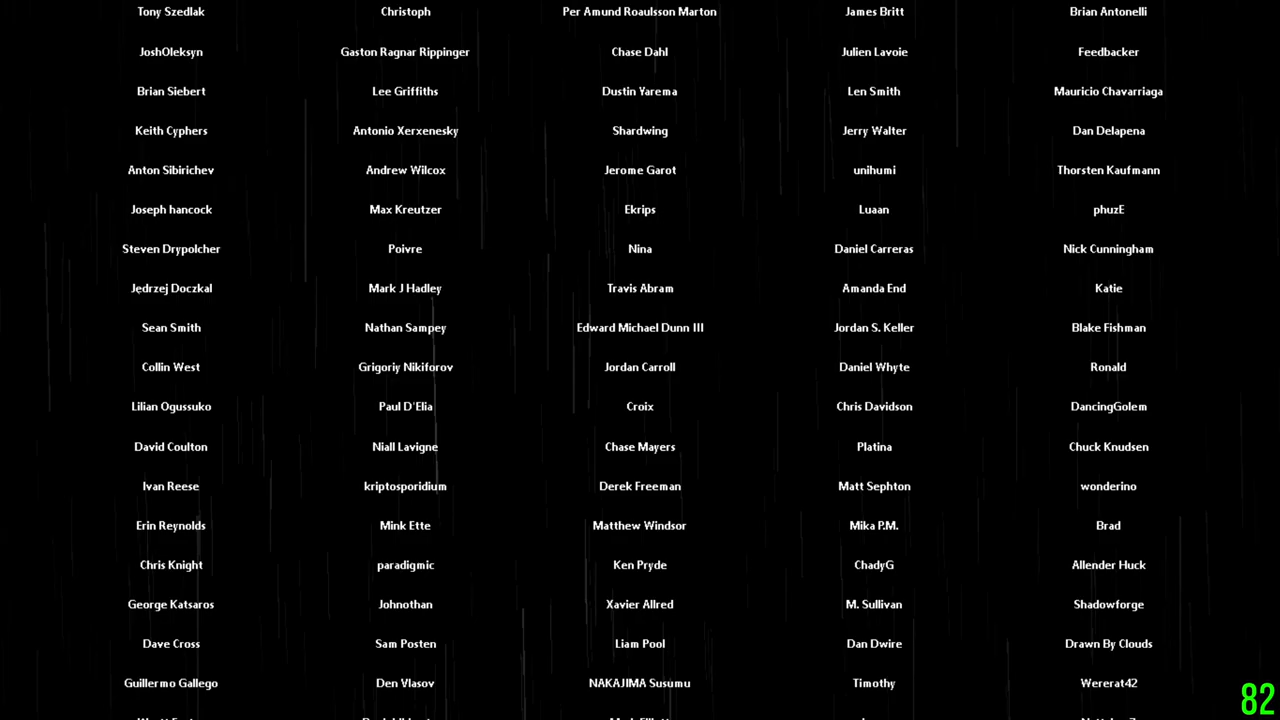 Tony Szedlak Christoph Per Amund Roaulsson Marton James Britt Brian Antonelli
JoshOleksyn Gaston Ragnar Rippinger Chase Dahl Julien Lavoie Feedbacker
Brian Siebert Lee Griffiths Dustin Yarema Len Smith Mauricio Chavarriaga
Keith Cyphers Antonio Xerxenesky Shardwing Jerry Walter Dan Delapena
Anton Sibirichev Andrew Wilcox Jerome Garot unihumi Thorsten Kaufmann
Joseph hancock Max Kreutzer Ekrips Luaan phuzE
Steven Drypolcher Poivre Nina Daniel Carreras Nick Cunningham
Jędrzej Doczkal Mark J Hadley Travis Abram Amanda End Katie
Sean Smith Nathan Sampey Edward Michael Dunn III Jordan S. Keller Blake Fishman
Collin West Grigoriy Nikiforov Jordan Carroll Daniel Whyte Ronald
Lilian Ogussuko Paul D'Elia Croix Chris Davidson DancingGolem
David Coulton Niall Lavigne Chase Mayers Platina Chuck Knudsen
Ivan Reese kriptosporidium Derek Freeman Matt Sephton wonderino
Erin Reynolds Mink Ette Matthew Windsor Mika P.M. Brad
Chris Knight paradigmic Ken Pryde ChadyG Allender Huck
George Katsaros Johnothan Xavier Allred M. Sullivan Shadowforge
Dave Cross Sam Posten Liam Pool Dan Dwire Drawn By Clouds
Guillermo Gallego Den Vlasov NAKAJIMA Susumu Timothy Wererat42
82